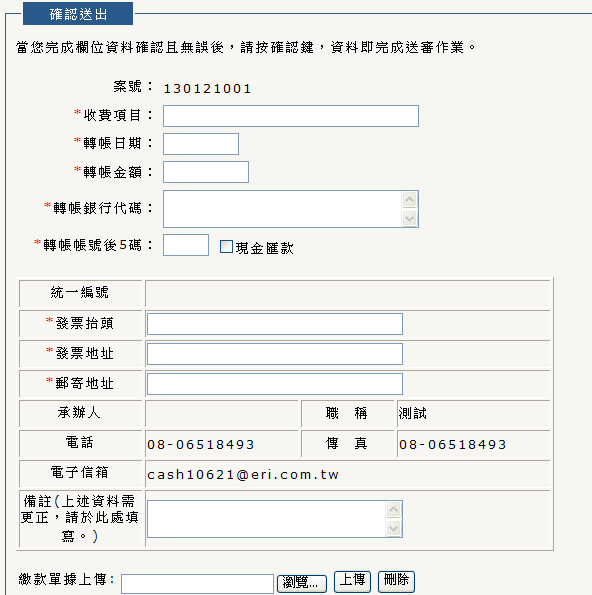 確認送出
當您完成欄位資料確認且無誤後，請按確認鍵，資料即完成送審作業。
案號： 130121001
*收費項目：
*轉帳日期：
*轉帳金額：
*轉帳銀行代碼：
*轉帳帳號後5碼： 現金匯款
統一編號
*發票抬頭
*發票地址
*郵寄地址
承辦人 職 稱 測試
電話 08-06518493 傳 真 08-06518493
電子信箱 cash10621@eri.com.tw
備註(上述資料需
更正，請於此處填
寫。)
繳款單據上傳: 瀏覽... 上傳 刪除